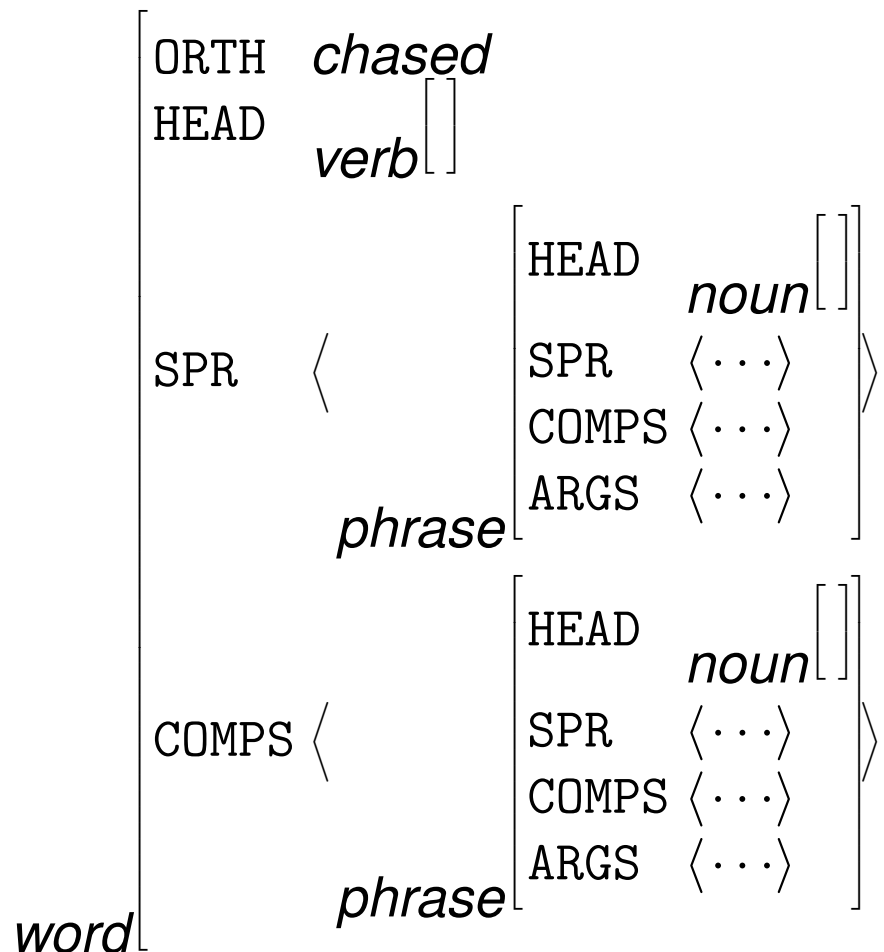 ORTH chased
HEAD verb[ ]
HEAD noun[ ]
SPR ⟨ SPR ⟨···⟩ ⟩
COMPS ⟨···⟩
ARGS ⟨···⟩
phrase
HEAD noun[ ]
COMPS ⟨ SPR ⟨···⟩ ⟩
COMPS ⟨···⟩
ARGS ⟨···⟩
phrase
word